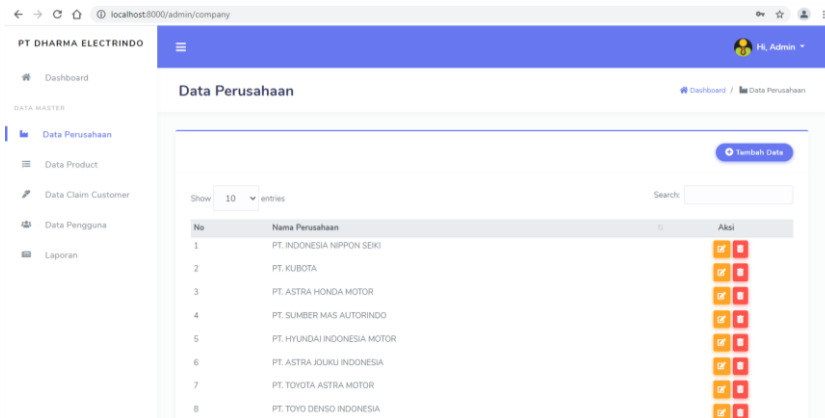 localhost:8000/admin/company
PT DHARMA ELECTRINDO
Hi, Admin
Dashboard
Data Perusahaan
Dashboard / Data Perusahaan
DATA MASTER
Data Perusahaan
Data Product
Data Claim Customer
Data Pengguna
Laporan
Tambah Data
Show 10 entries
Search:
No Nama Perusahaan Aksi
1 PT. INDONESIA NIPPON SEIKI
2 PT. KUBOTA
3 PT. ASTRA HONDA MOTOR
4 PT. SUMBER MAS AUTORINDO
5 PT. HYUNDAI INDONESIA MOTOR
6 PT. ASTRA JOUKU INDONESIA
7 PT. TOYOTA ASTRA MOTOR
8 PT. TOYO DENSO INDONESIA